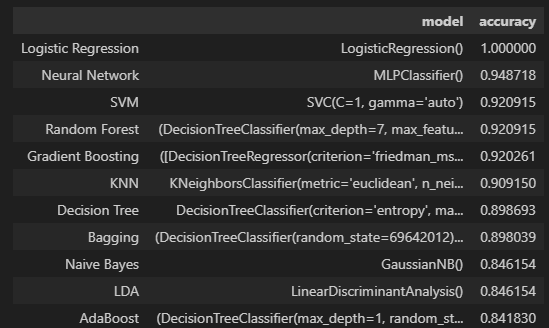 model accuracy
Logistic Regression LogisticRegression() 1.000000
Neural Network MLPClassifier() 0.948718
SVM SVC(C=1, gamma='auto') 0.920915
Random Forest (DecisionTreeClassifier(max_depth=7, max_featu... 0.920915
Gradient Boosting ([DecisionTreeRegressor(criterion='friedman_ms... 0.920261
KNN KNeighborsClassifier(metric='euclidean', n_nei... 0.909150
Decision Tree DecisionTreeClassifier(criterion='entropy', ma... 0.898693
Bagging (DecisionTreeClassifier(random_state=69642012)... 0.898039
Naive Bayes GaussianNB() 0.846154
LDA LinearDiscriminantAnalysis() 0.846154
AdaBoost (DecisionTreeClassifier(max_depth=1, random_st... 0.841830